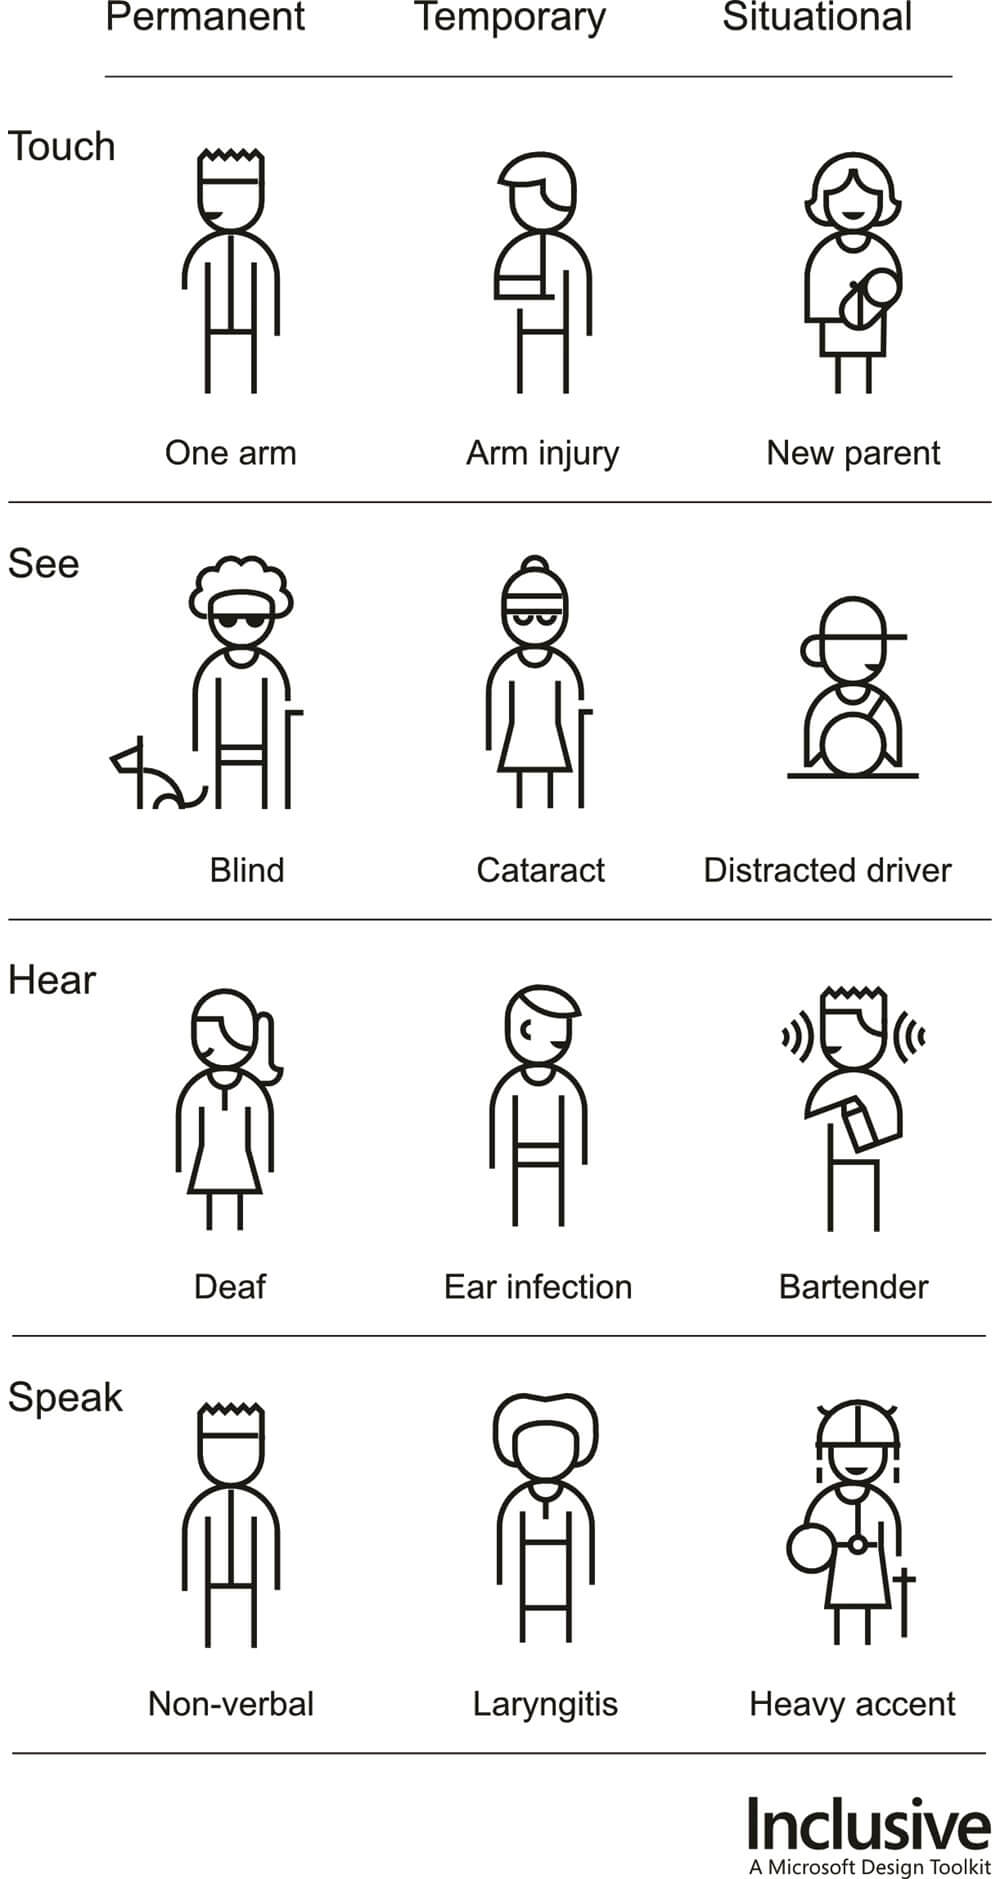 Permanent Temporary Situational
Touch
One arm Arm injury New parent
See
Blind Cataract Distracted driver
Hear
Deaf Ear infection Bartender
Speak
Non-verbal Laryngitis Heavy accent
Inclusive
A Microsoft Design Toolkit